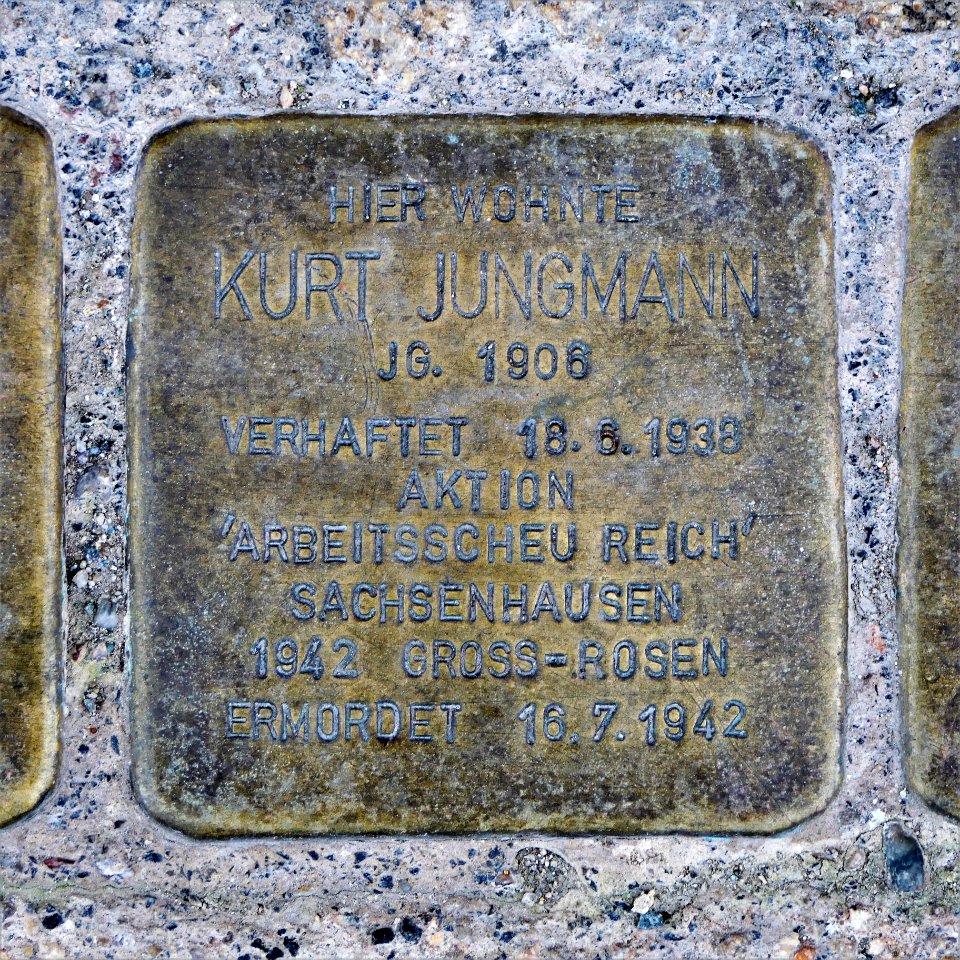 HIER WOHNTE
KURT JUNGMANN
JG. 1906
VERHAFTET 18.6.1938
AKTION
'ARBEITSSCHEU REICH'
SACHSENHAUSEN
1942 GROSS-ROSEN
ERMORDET 16.7.1942